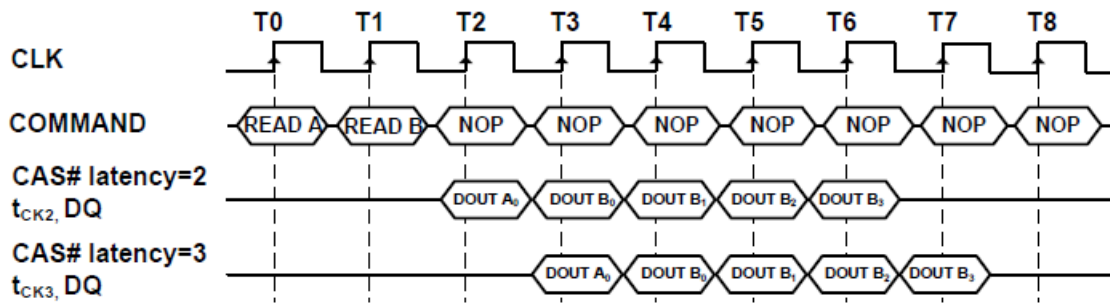 T0 T1 T2 T3 T4 T5 T6 T7 T8
CLK
COMMAND READ A READ B NOP NOP NOP NOP NOP NOP NOP
CAS# latency=2
tCK2, DQ DOUT A0 DOUT B0 DOUT B1 DOUT B2 DOUT B3
CAS# latency=3
tCK3, DQ DOUT A0 DOUT B0 DOUT B1 DOUT B2 DOUT B3